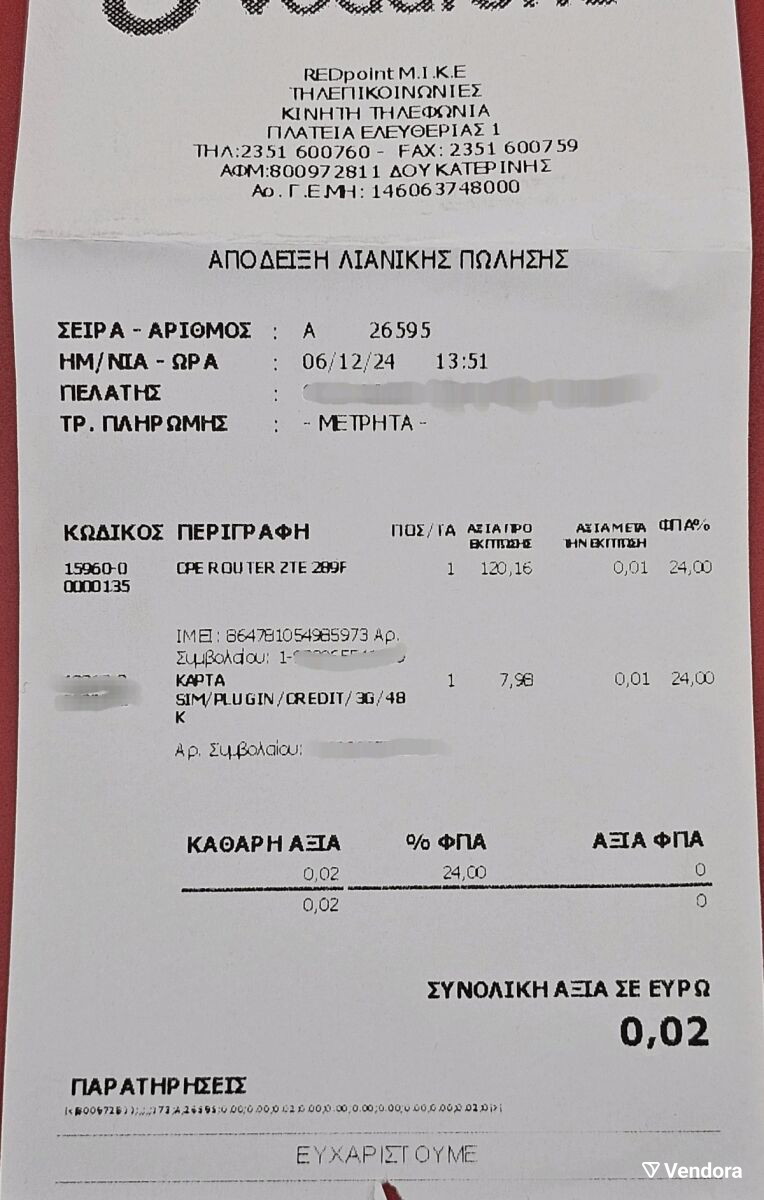 vodafone
REDpoint M.I.K.E
ΤΗΛΕΠΙΚΟΙΝΩΝΙΕΣ
ΚΙΝΗΤΗ ΤΗΛΕΦΩΝΙΑ
ΠΛΑΤΕΙΑ ΕΛΕΥΘΕΡΙΑΣ 1
ΤΗΛ:2351 600760 - FAX: 2351 600759
ΑΦΜ:800972811 ΔΟΥ ΚΑΤΕΡΙΝΗΣ
Αρ. Γ.Ε.ΜΗ: 146063748000
ΑΠΟΔΕΙΞΗ ΛΙΑΝΙΚΗΣ ΠΩΛΗΣΗΣ
ΣΕΙΡΑ - ΑΡΙΘΜΟΣ : Α 26595
ΗΜ/ΝΙΑ - ΩΡΑ : 06/12/24 13:51
ΠΕΛΑΤΗΣ :
ΤΡ. ΠΛΗΡΩΜΗΣ : - ΜΕΤΡΗΤΑ -
ΚΩΔΙΚΟΣ ΠΕΡΙΓΡΑΦΗ ΠΟΣ/ΤΑ ΑΞΙΑ ΠΡΟ ΕΚΠΤΩΣΗΣ ΑΞΙΑ ΜΕΤΑ ΤΗΝ ΕΚΠΤΩΣΗ ΦΠΑ%
15960-0 CPE ROUTER ZTE 289F 1 120,16 0,01 24,00
0000135
IMEI: 864781054985973 Αρ.
Συμβολαίου: 1-
ΚΑΡΤΑ 1 7,98 0,01 24,00
SIM/PLUGIN/CREDIT/3G/48
K
Αρ. Συμβολαίου:
ΚΑΘΑΡΗ ΑΞΙΑ % ΦΠΑ ΑΞΙΑ ΦΠΑ
0,02 24,00 0
0,02 0
ΣΥΝΟΛΙΚΗ ΑΞΙΑ ΣΕ ΕΥΡΩ
0,02
ΠΑΡΑΤΗΡΗΣΕΙΣ
ΕΥΧΑΡΙΣΤΟΥΜΕ
Vendora